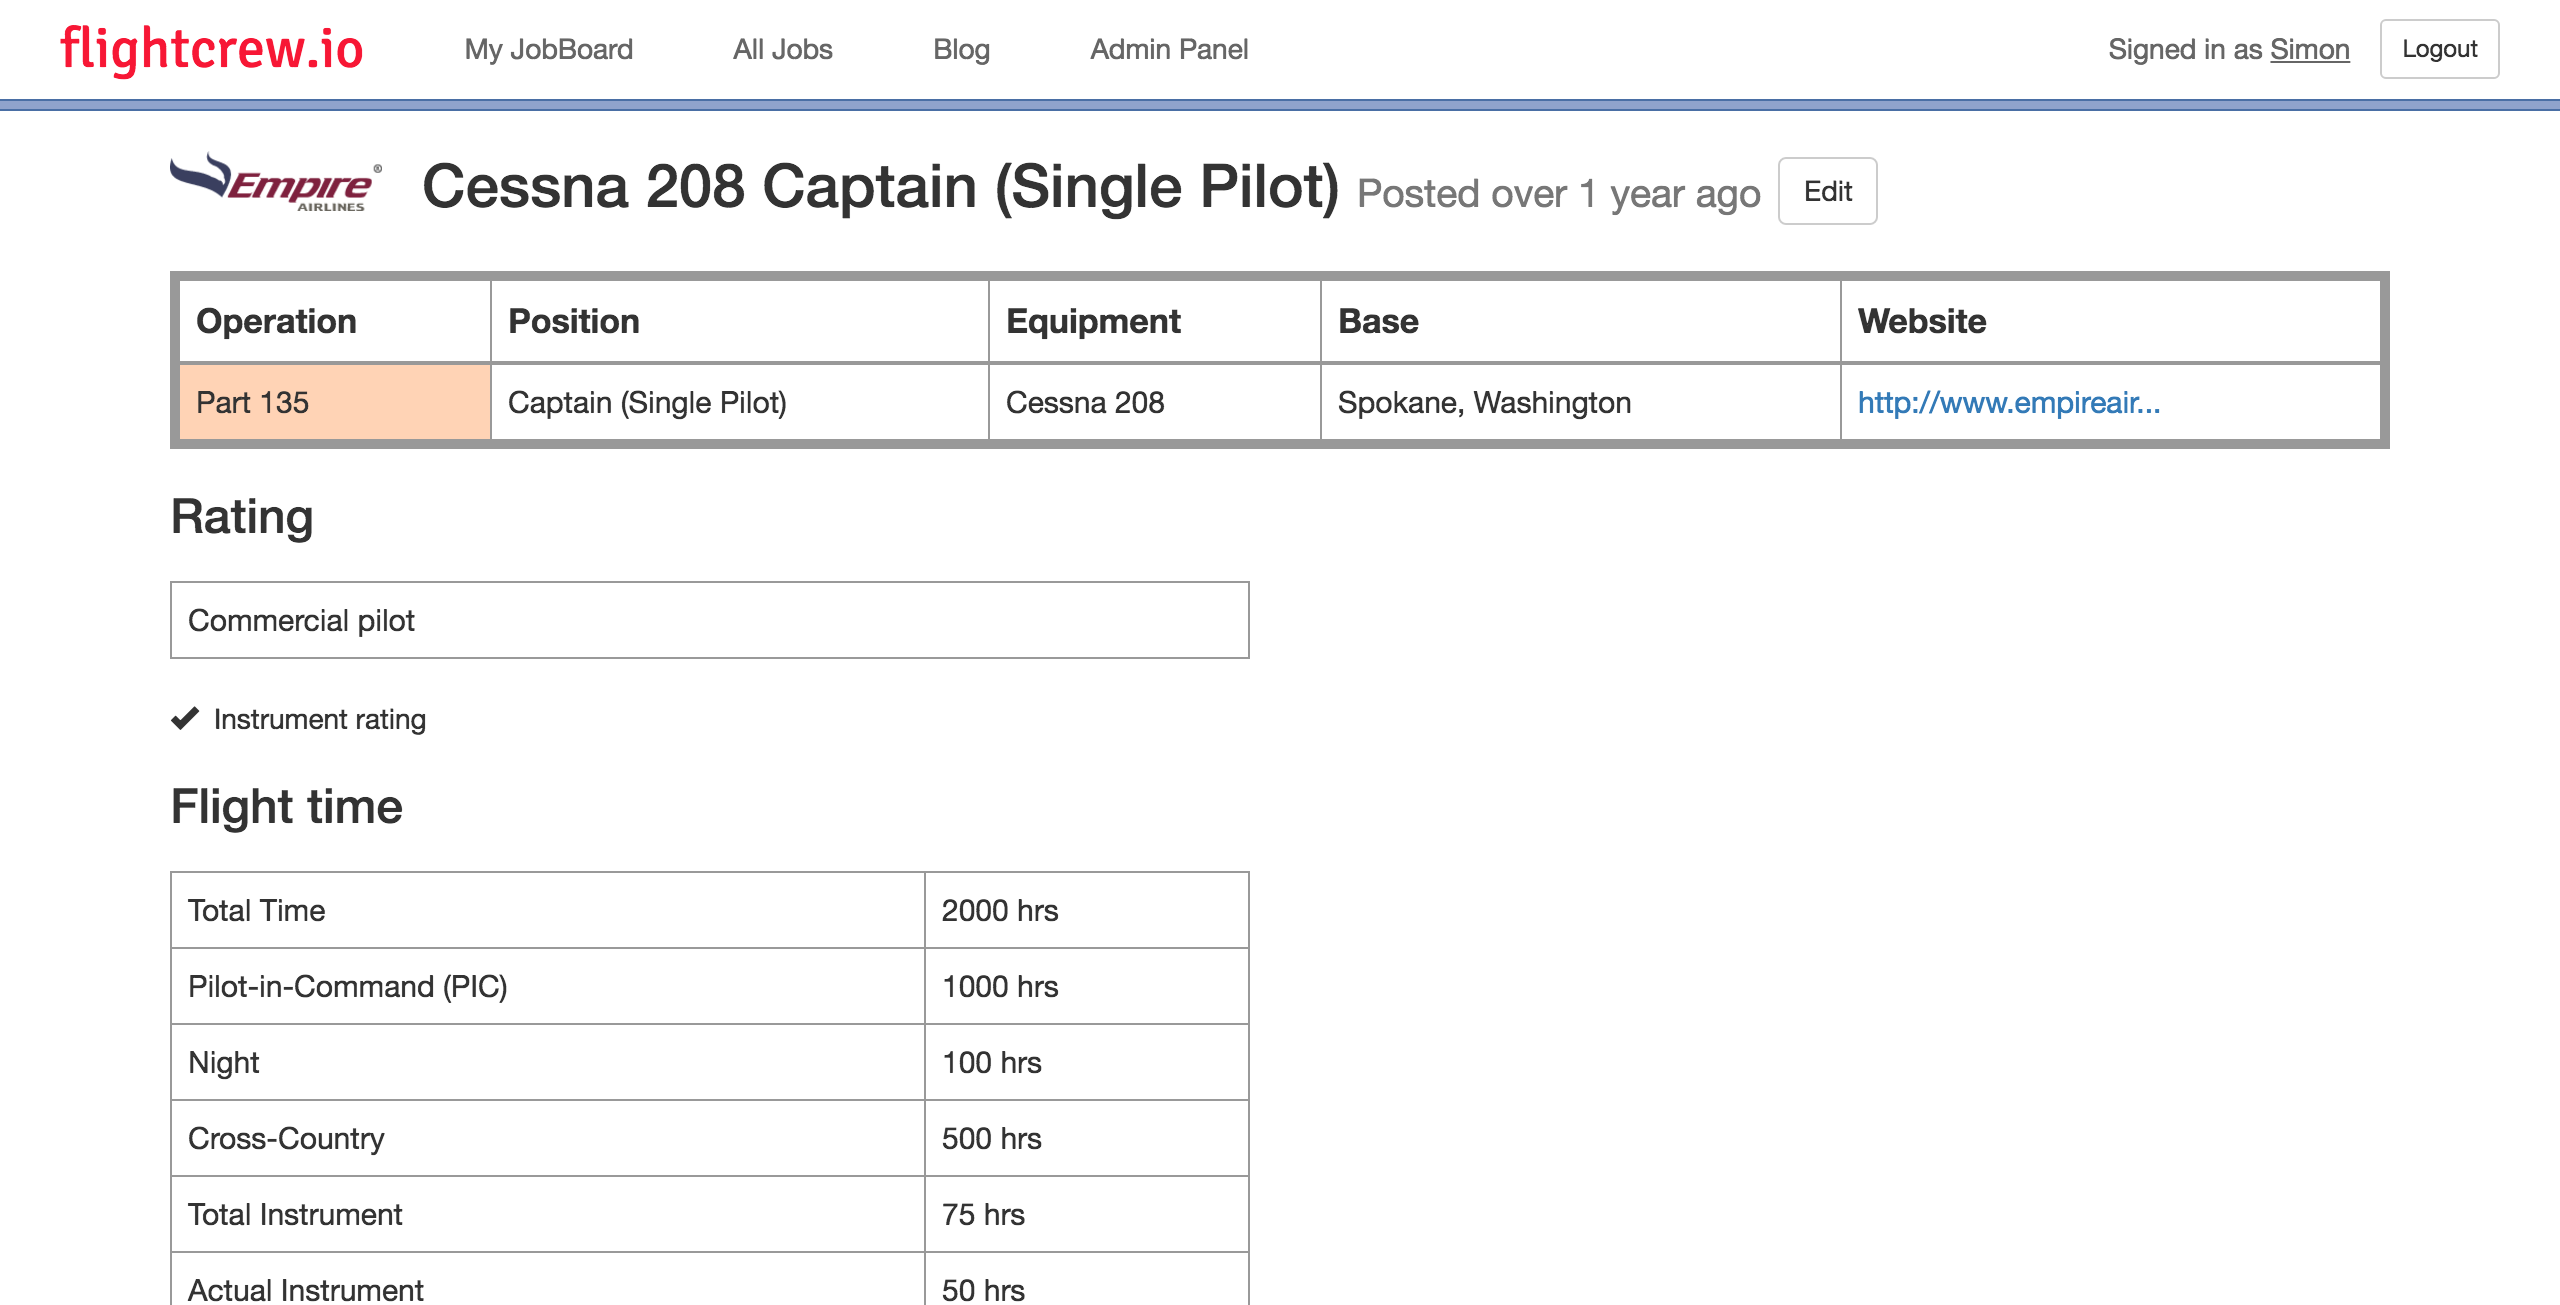 flightcrew.io My JobBoard All Jobs Blog Admin Panel Signed in as Simon Logout
Empire® AIRLINES Cessna 208 Captain (Single Pilot) Posted over 1 year ago Edit
Operation Position Equipment Base Website
Part 135 Captain (Single Pilot) Cessna 208 Spokane, Washington http://www.empireair...
Rating
Commercial pilot
✔ Instrument rating
Flight time
Total Time 2000 hrs
Pilot-in-Command (PIC) 1000 hrs
Night 100 hrs
Cross-Country 500 hrs
Total Instrument 75 hrs
Actual Instrument 50 hrs